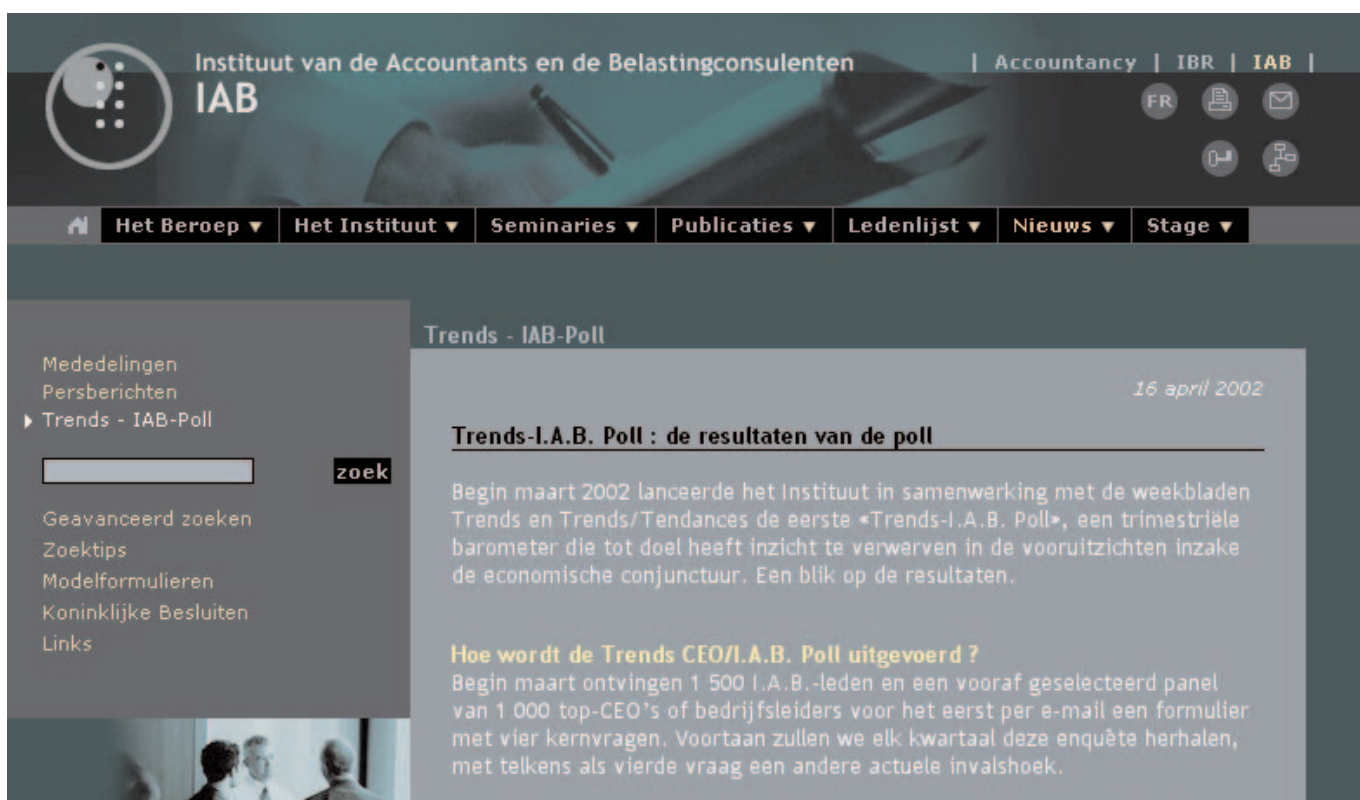 Instituut van de Accountants en de Belastingconsulenten
IAB
| Accountancy | IBR | IAB |
FR
Het Beroep ▼ Het Instituut ▼ Seminaries ▼ Publicaties ▼ Ledenlijst ▼ Nieuws ▼ Stage ▼
Mededelingen
Persberichten
Trends - IAB-Poll
zoek
Geavanceerd zoeken
Zoektips
Modelformulieren
Koninklijke Besluiten
Links
Trends - IAB-Poll
16 april 2002
Trends-I.A.B. Poll : de resultaten van de poll
Begin maart 2002 lanceerde het Instituut in samenwerking met de weekbladen
Trends en Trends/Tendances de eerste «Trends-I.A.B. Poll», een trimestriële
barometer die tot doel heeft inzicht te verwerven in de vooruitzichten inzake
de economische conjunctuur. Een blik op de resultaten.
Hoe wordt de Trends CEO/I.A.B. Poll uitgevoerd ?
Begin maart ontvingen 1 500 I.A.B.-leden en een vooraf geselecteerd panel
van 1 000 top-CEO's of bedrijfsleiders voor het eerst per e-mail een formulier
met vier kernvragen. Voortaan zullen we elk kwartaal deze enquête herhalen,
met telkens als vierde vraag een andere actuele invalshoek.